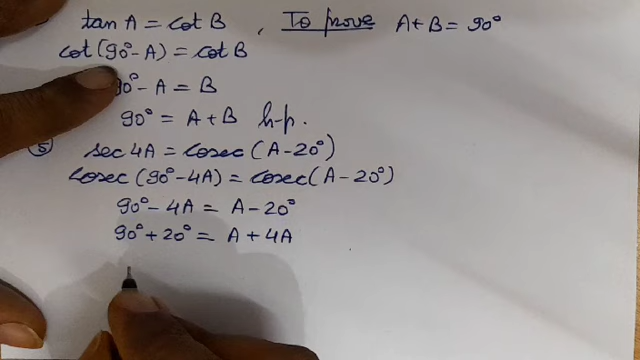 tan A = cot B , To prove A+B = 90°
cot (90° - A) = cot B
90° - A = B
90° = A + B h-p.
⑤ sec 4A = cosec (A - 20°)
cosec (90° - 4A) = cosec (A - 20°)
90° - 4A = A - 20°
90° + 20° = A + 4A